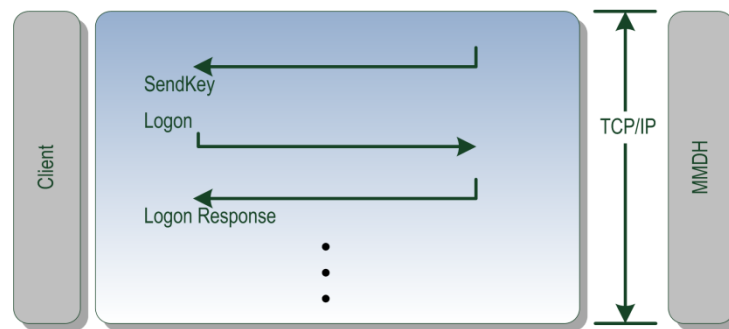 Client
SendKey
Logon
Logon Response
TCP/IP
MMDH